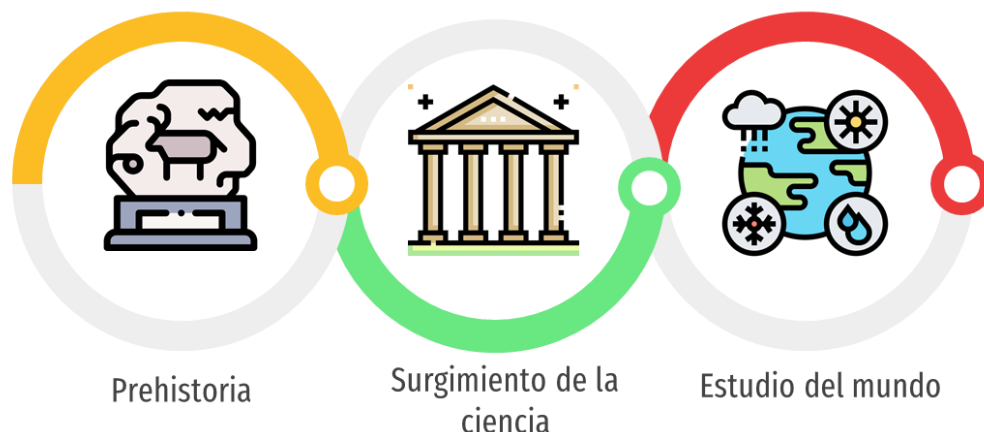 Prehistoria
Surgimiento de la
ciencia
Estudio del mundo